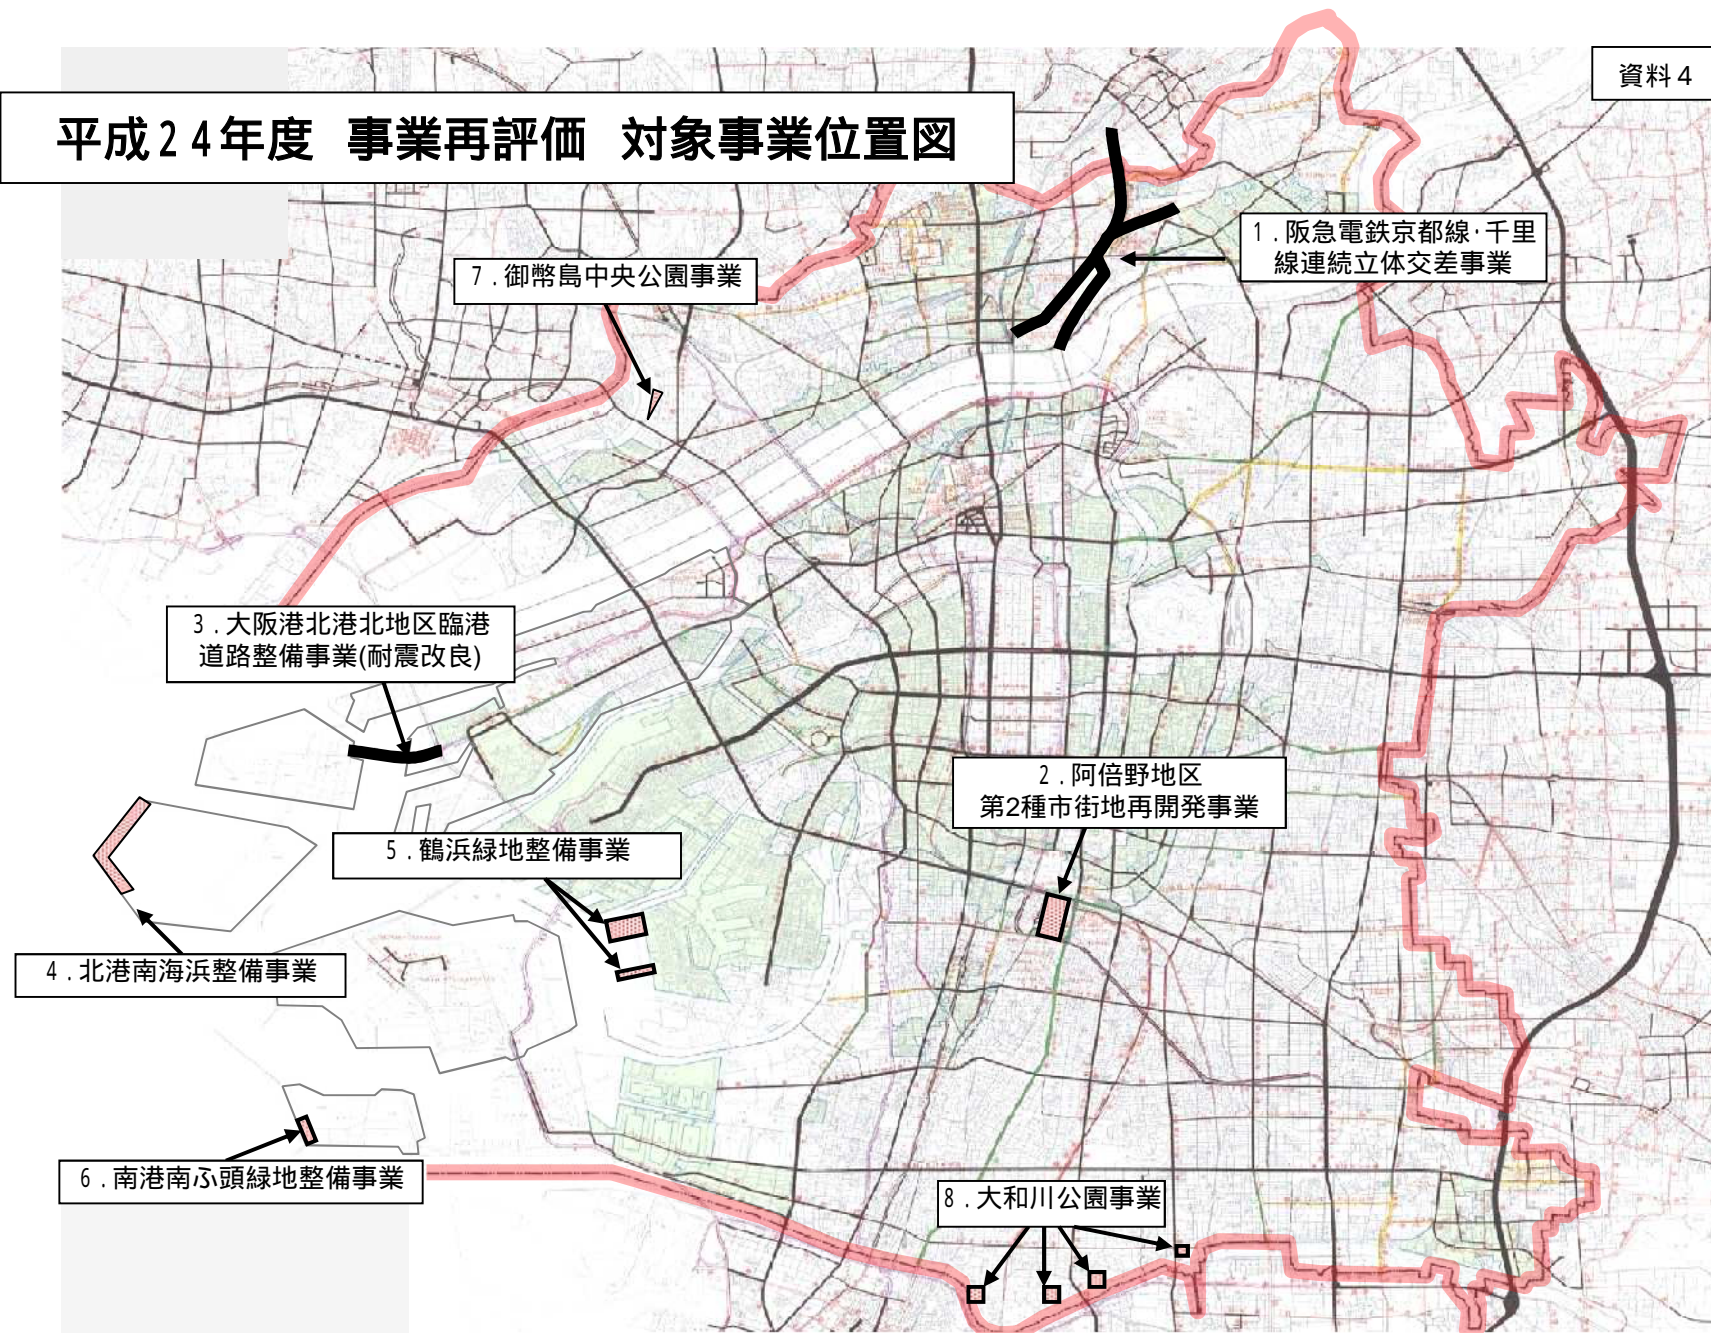 資料4
平成24年度 事業再評価 対象事業位置図
1.阪急電鉄京都線・千里
線連続立体交差事業
7.御幣島中央公園事業
3.大阪港北港北地区臨港
道路整備事業(耐震改良)
2.阿倍野地区
第2種市街地再開発事業
5.鶴浜緑地整備事業
4.北港南海浜整備事業
6.南港南ふ頭緑地整備事業
8.大和川公園事業